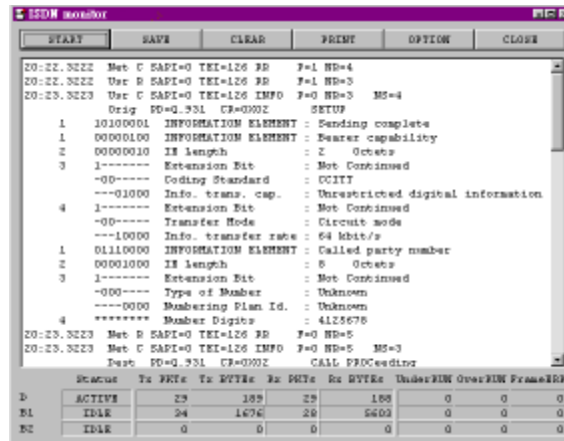 ISDN monitor
START SAVE CLEAR PRINT OPTION CLOSE
20:22.3222 Net C SAPI=0 TEI=126 RR P=1 NR=4
20:22.3222 Usr R SAPI=0 TEI=126 RR F=1 NR=3
20:23.3222 Usr C SAPI=0 TEI=126 INFO P=0 NR=3 NS=4
Orig PD=Q.931 CR=0X02 SETUP
1 10100001 INFORMATION ELEMENT : Sending complete
1 00000100 INFORMATION ELEMENT : Bearer capability
2 00000010 IE Length : 2 Octets
3 1------- Extension Bit : Not Continued
-00----- Coding Standard : CCITT
---01000 Info. trans. cap. : Unrestricted digital information
4 1------- Extension Bit : Not Continued
-00----- Transfer Mode : Circuit mode
---10000 Info. transfer rate : 64 kbit/s
1 01110000 INFORMATION ELEMENT : Called party number
2 00001000 IE Length : 8 Octets
3 1------- Extension Bit : Not Continued
-000---- Type of Number : Unknown
----0000 Numbering Plan Id. : Unknown
4 ******** Number Digits : 4125678
20:23.3223 Net R SAPI=0 TEI=126 RR F=0 NR=5
20:23.3223 Net C SAPI=0 TEI=126 INFO P=0 NR=5 NS=3
Dest PD=Q.931 CR=0X02 CALL PROCeeding
Status Tx PKTs Tx BYTEs Rx PKTs Rx BYTEs UnderRUN OverRUN FrameERR
D ACTIVE 29 189 29 188 0 0 0
B1 IDLE 34 1676 28 5603 0 0 0
B2 IDLE 0 0 0 0 0 0 0